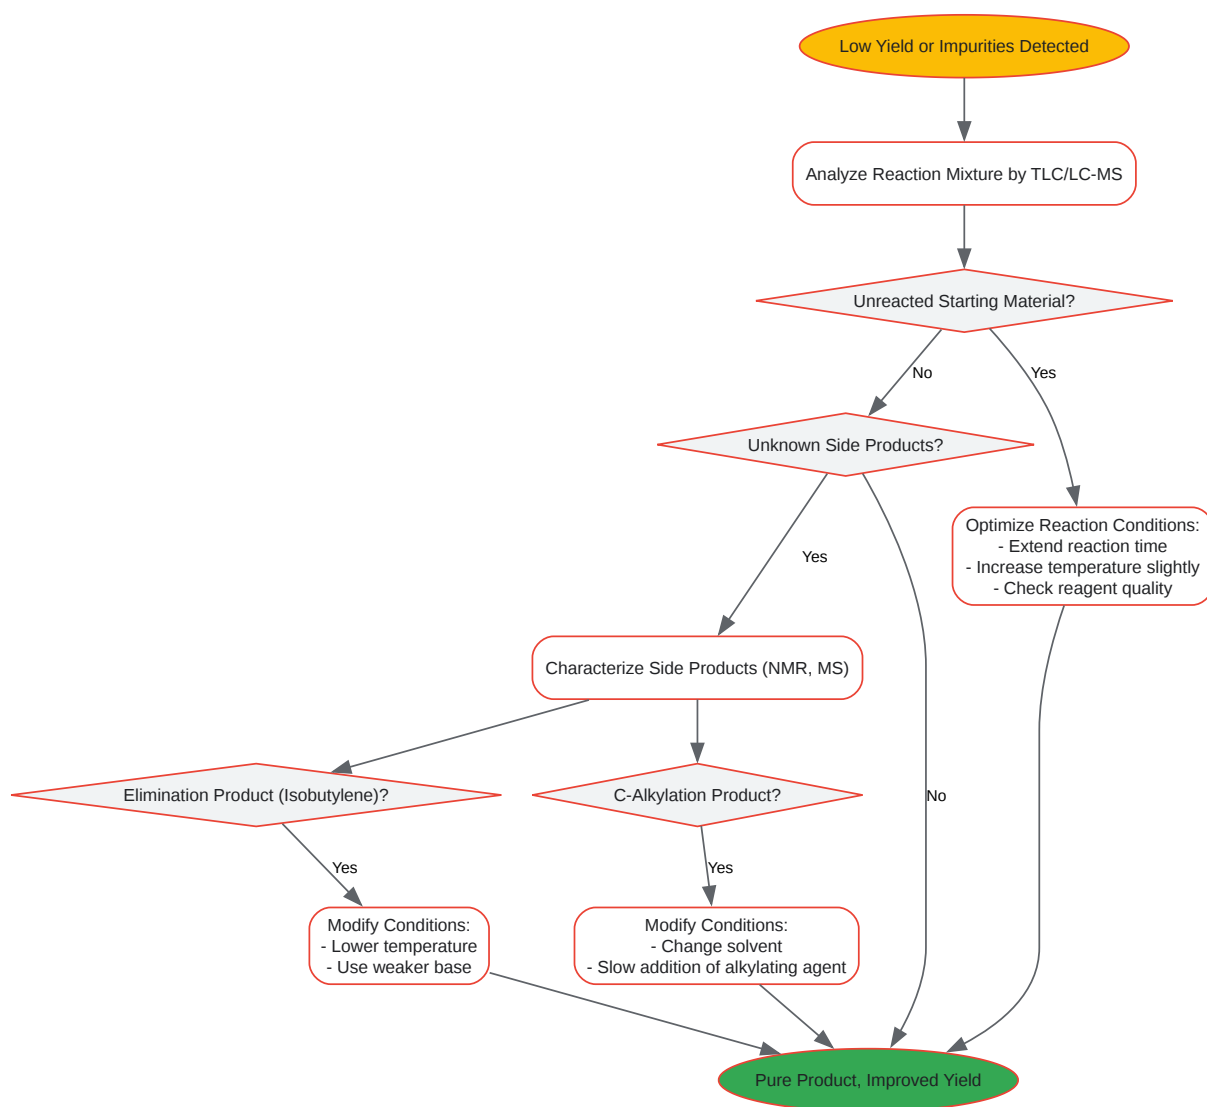 Low Yield or Impurities Detected
Analyze Reaction Mixture by TLC/LC-MS
Unreacted Starting Material?
No
Yes
Unknown Side Products?
Optimize Reaction Conditions:
- Extend reaction time
- Increase temperature slightly
- Check reagent quality
Yes
Characterize Side Products (NMR, MS)
Elimination Product (Isobutylene)?
C-Alkylation Product?
No
Yes
Yes
Modify Conditions:
- Lower temperature
- Use weaker base
Modify Conditions:
- Change solvent
- Slow addition of alkylating agent
Pure Product, Improved Yield